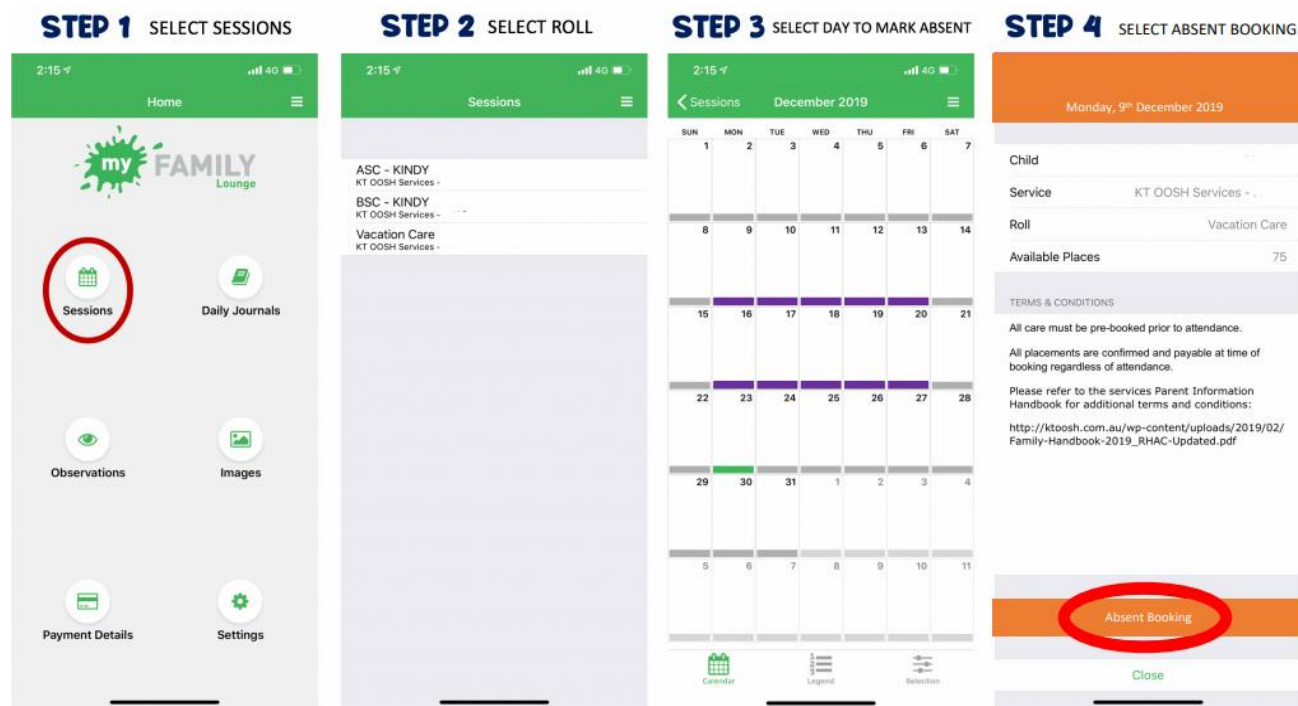 STEP 1 SELECT SESSIONS
2:15 4G
Home
my FAMILY
Lounge
Sessions
Daily Journals
Observations
Images
Payment Details
Settings
STEP 2 SELECT ROLL
2:15 4G
Sessions
ASC - KINDY
KT OOSH Services -
BSC - KINDY
KT OOSH Services -
Vacation Care
KT OOSH Services -
STEP 3 SELECT DAY TO MARK ABSENT
2:15 4G
Sessions December 2019
SUN MON TUE WED THU FRI SAT
1 2 3 4 5 6 7
8 9 10 11 12 13 14
15 16 17 18 19 20 21
22 23 24 25 26 27 28
29 30 31 1 2 3 4
5 6 7 8 9 10 11
Calendar
Legend
Selection
STEP 4 SELECT ABSENT BOOKING
Monday, 9th December 2019
Child
Service KT OOSH Services - .
Roll Vacation Care
Available Places 75
TERMS & CONDITIONS
All care must be pre-booked prior to attendance.
All placements are confirmed and payable at time of
booking regardless of attendance.
Please refer to the services Parent Information
Handbook for additional terms and conditions:
http://ktoosh.com.au/wp-content/uploads/2019/02/
Family-Handbook-2019_RHAC-Updated.pdf
Absent Booking
Close